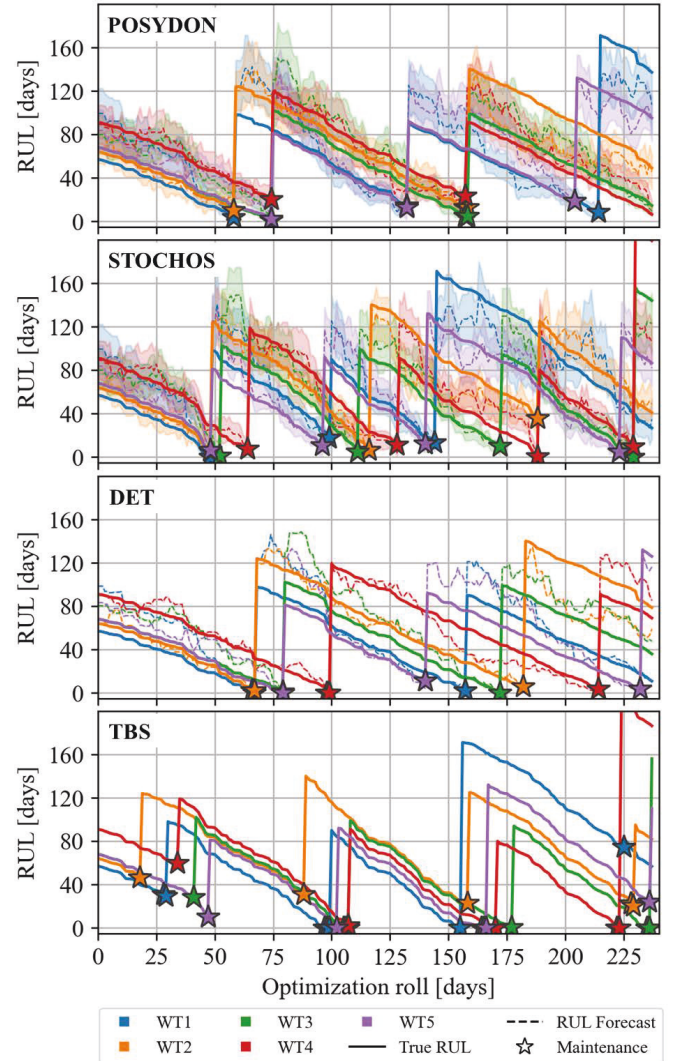 POSYDON
RUL [days]
160
120
80
40
0
STOCHOS
RUL [days]
160
120
80
40
0
DET
RUL [days]
160
120
80
40
0
TBS
RUL [days]
160
120
80
40
0
0 25 50 75 100 125 150 175 200 225
Optimization roll [days]
WT1 WT3 WT5 RUL Forecast
WT2 WT4 True RUL Maintenance